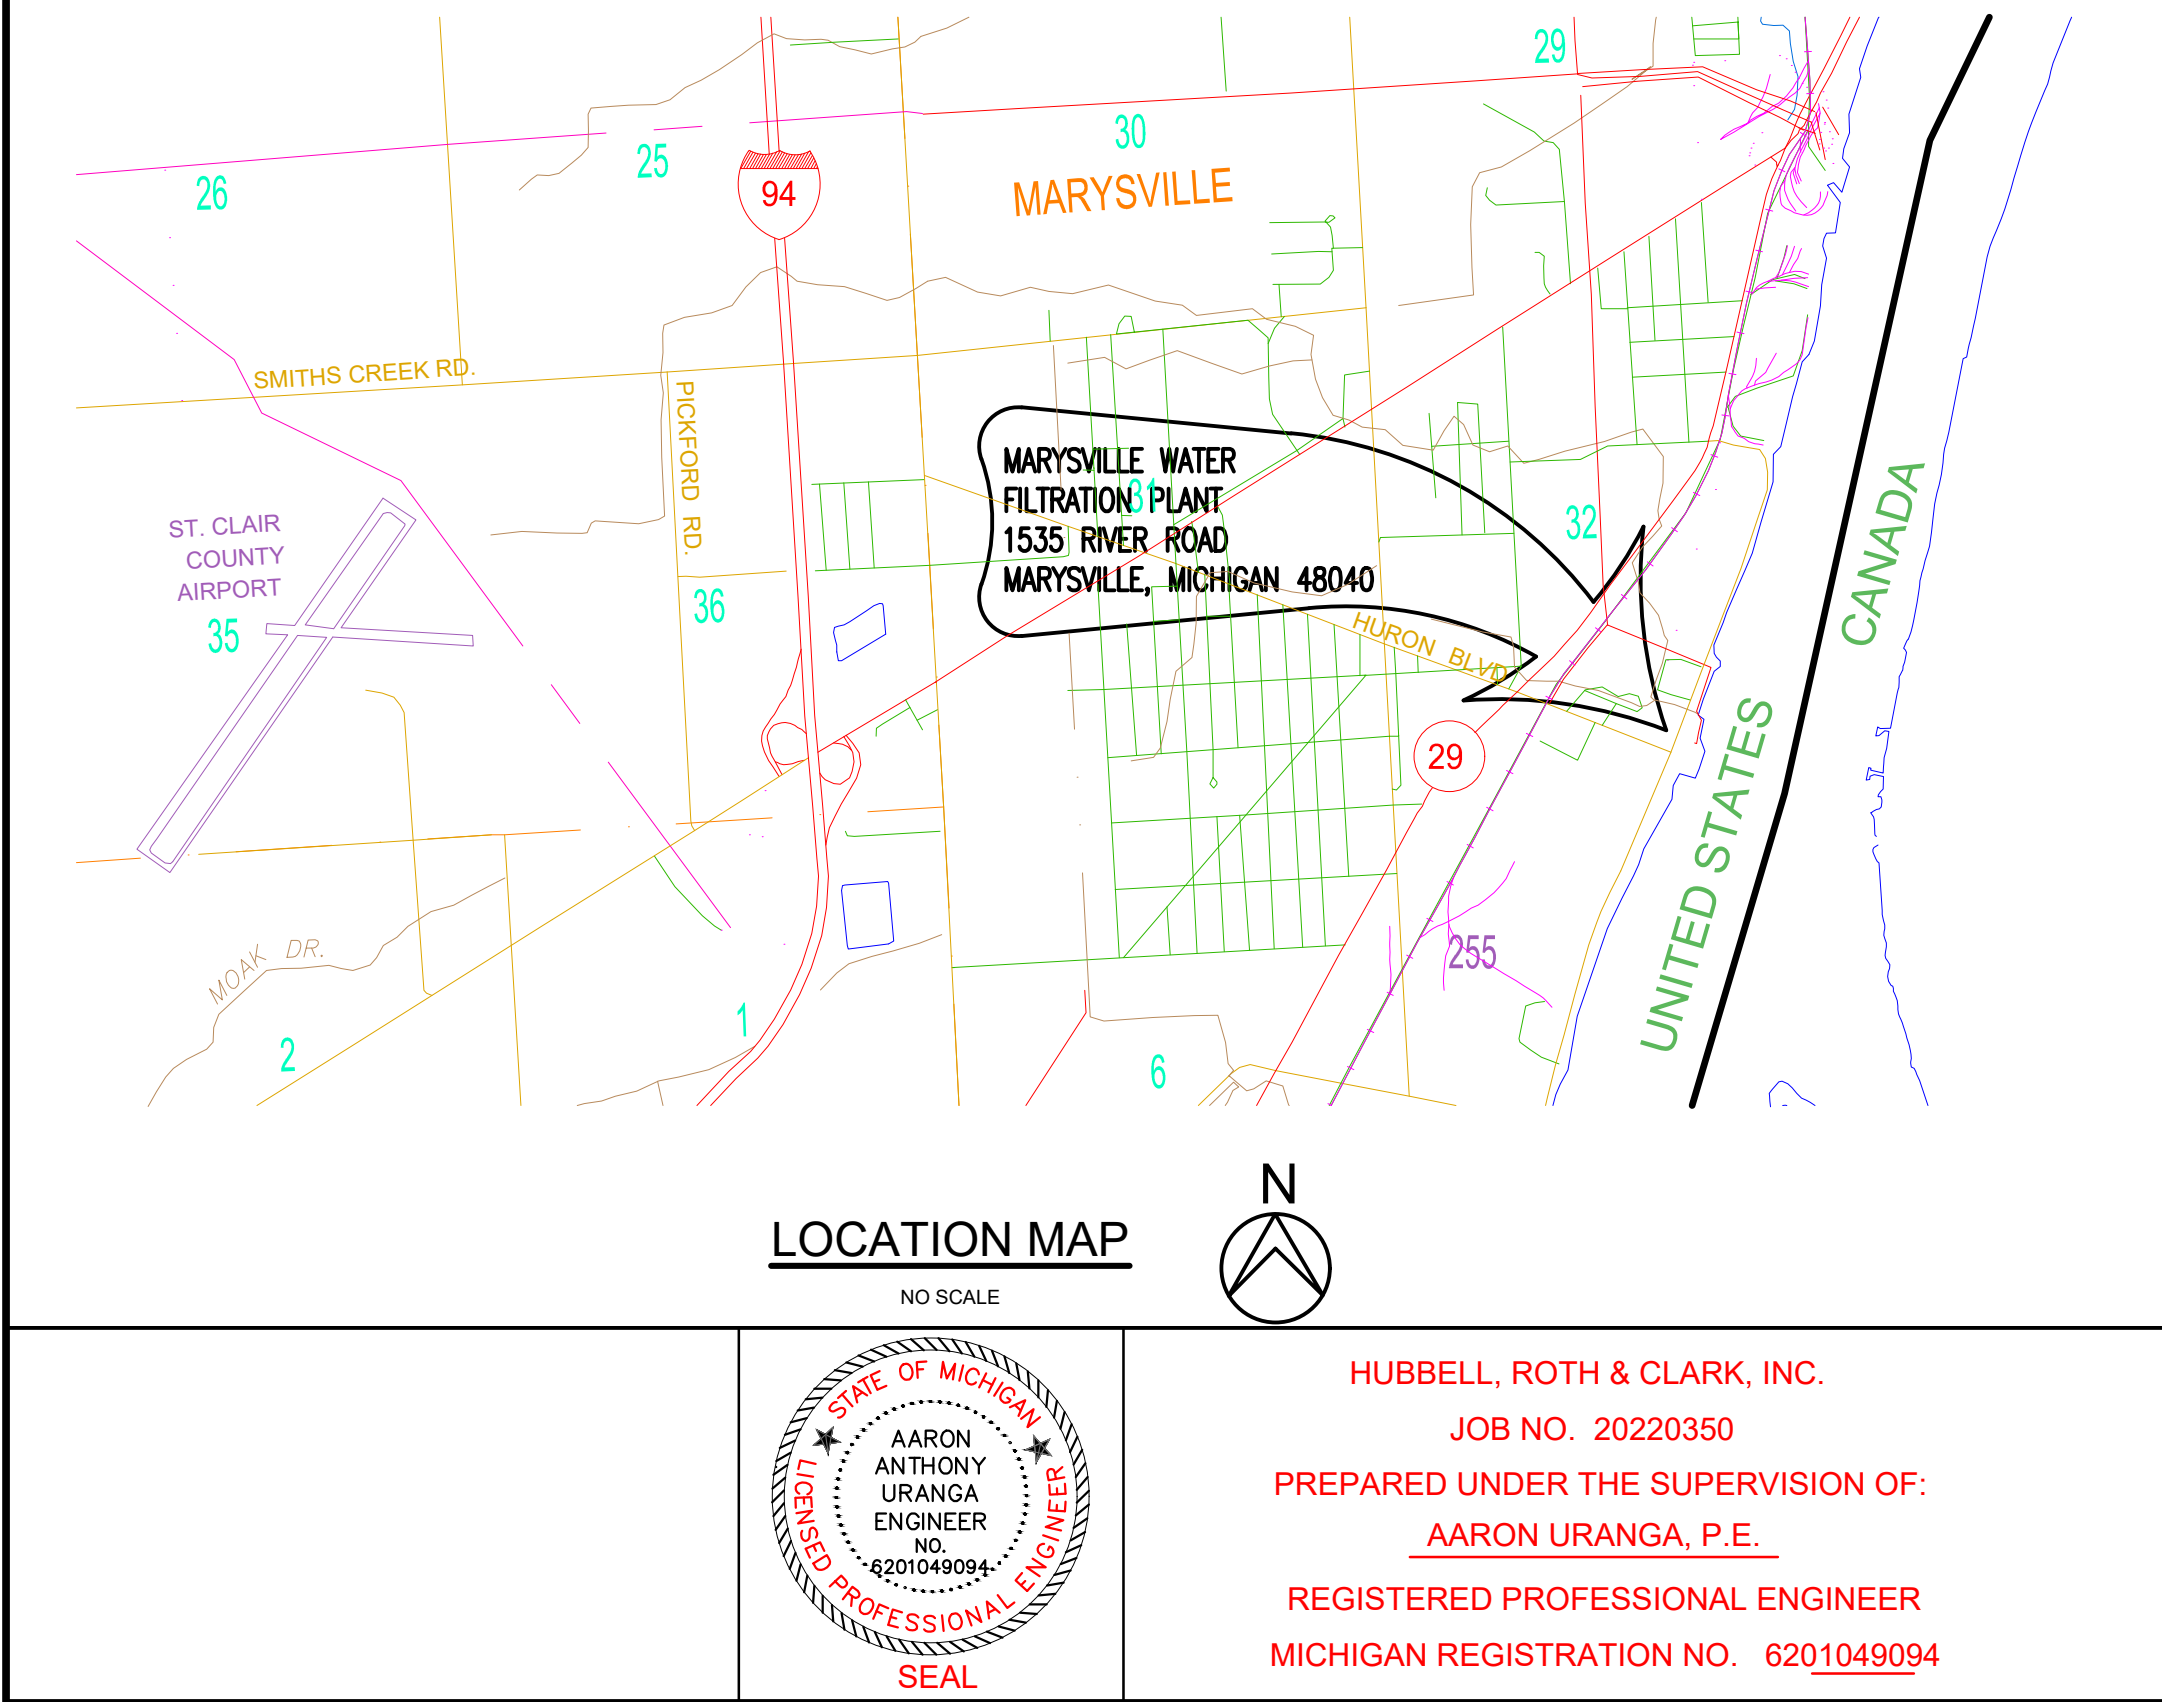 29
30
25
26
94
MARYSVILLE
SMITHS CREEK RD.
PICKFORD RD.
MARYSVILLE WATER
FILTRATION PLANT
1535 RIVER ROAD
MARYSVILLE, MICHIGAN 48040
31
32
ST. CLAIR
COUNTY
AIRPORT
35
36
HURON BLVD
CANADA
UNITED STATES
29
255
MOAK DR.
1
2
6
N
LOCATION MAP
NO SCALE
STATE OF MICHIGAN
AARON
ANTHONY
URANGA
ENGINEER
NO.
6201049094
LICENSED PROFESSIONAL ENGINEER
SEAL
HUBBELL, ROTH & CLARK, INC.
JOB NO. 20220350
PREPARED UNDER THE SUPERVISION OF:
AARON URANGA, P.E.
REGISTERED PROFESSIONAL ENGINEER
MICHIGAN REGISTRATION NO. 6201049094